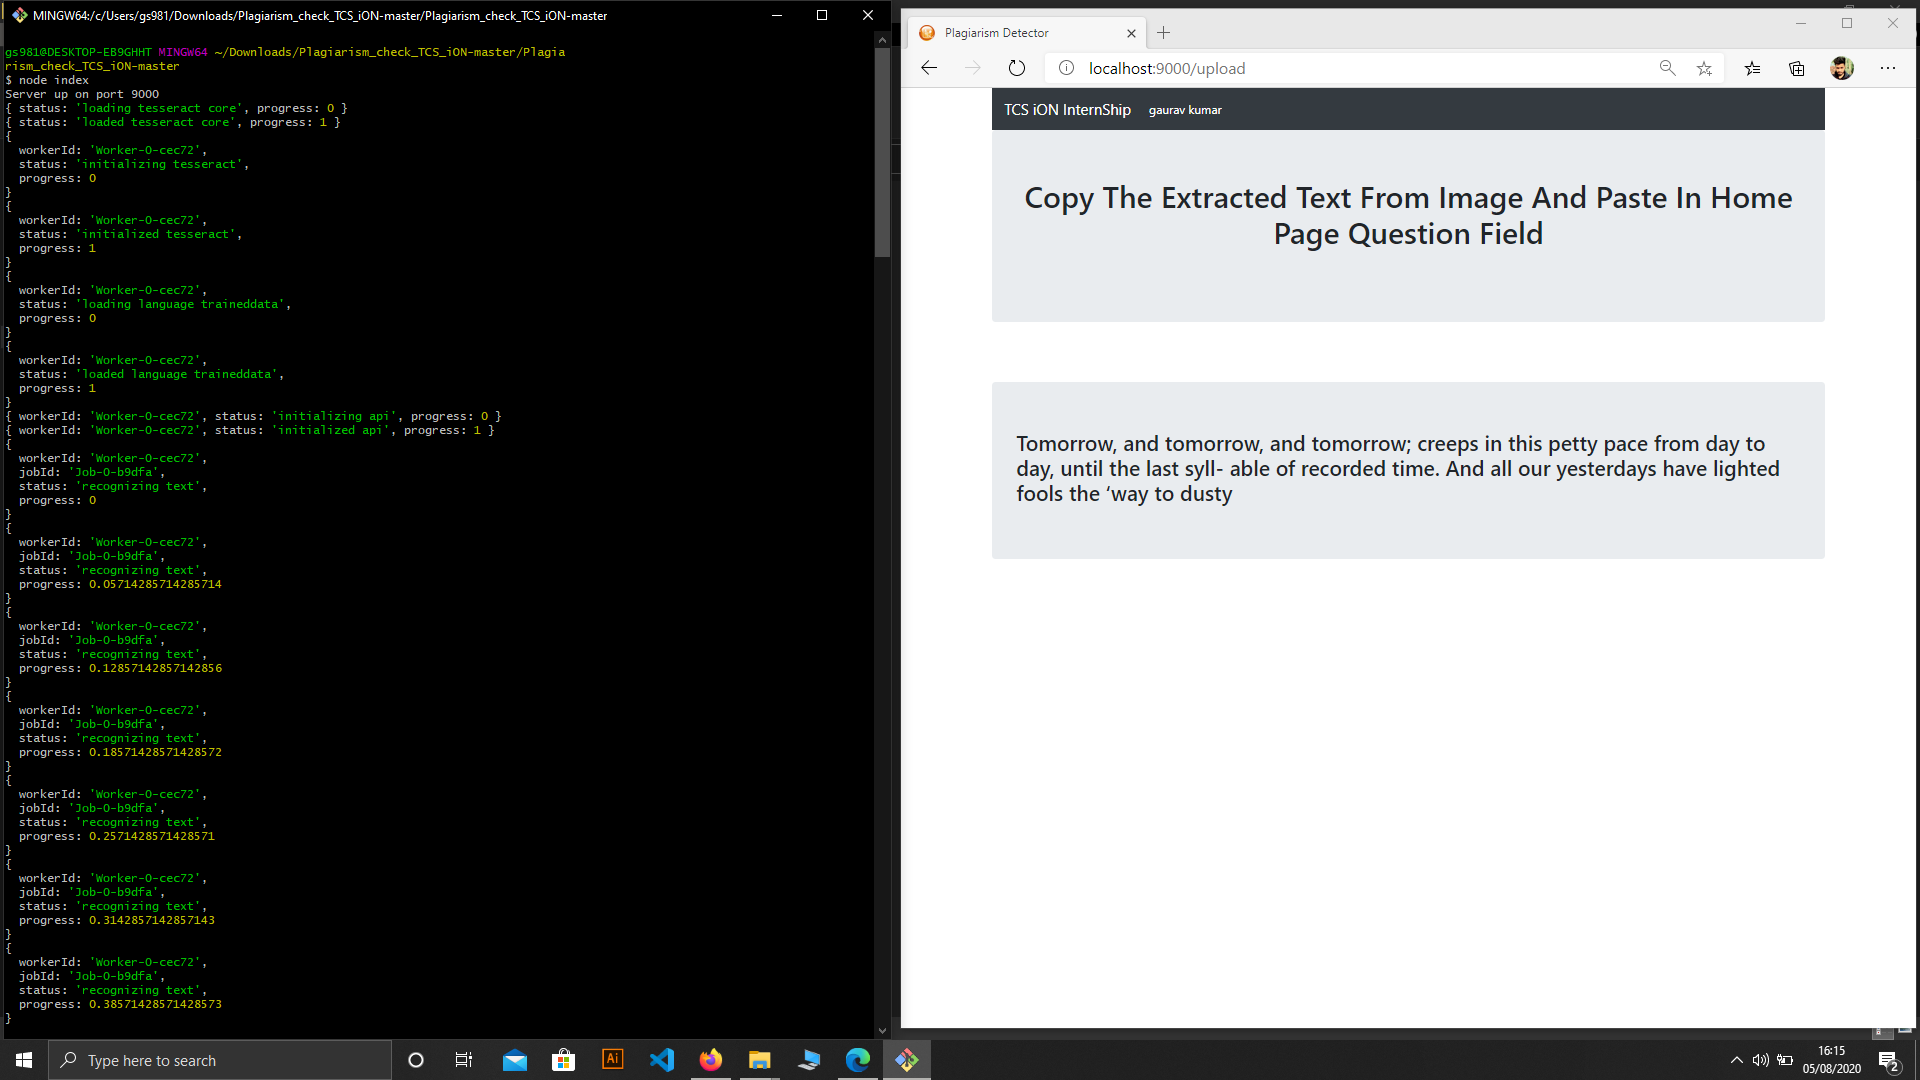 MINGW64:/c/Users/gs981/Downloads/Plagiarism_check_TCS_iON-master/Plagiarism_check_TCS_iON-master
gs981@DESKTOP-EB9GHHT MINGW64 ~/Downloads/Plagiarism_check_TCS_iON-master/Plagia
rism_check_TCS_iON-master
$ node index
Server up on port 9000
{ status: 'loading tesseract core', progress: 0 }
{ status: 'loaded tesseract core', progress: 1 }
{
workerId: 'Worker-0-cec72',
status: 'initializing tesseract',
progress: 0
}
{
workerId: 'Worker-0-cec72',
status: 'initialized tesseract',
progress: 1
}
{
workerId: 'Worker-0-cec72',
status: 'loading language traineddata',
progress: 0
}
{
workerId: 'Worker-0-cec72',
status: 'loaded language traineddata',
progress: 1
}
{ workerId: 'Worker-0-cec72', status: 'initializing api', progress: 0 }
{ workerId: 'Worker-0-cec72', status: 'initialized api', progress: 1 }
{
workerId: 'Worker-0-cec72',
jobId: 'Job-0-b9dfa',
status: 'recognizing text',
progress: 0
}
{
workerId: 'Worker-0-cec72',
jobId: 'Job-0-b9dfa',
status: 'recognizing text',
progress: 0.05714285714285714
}
{
workerId: 'Worker-0-cec72',
jobId: 'Job-0-b9dfa',
status: 'recognizing text',
progress: 0.12857142857142856
}
{
workerId: 'Worker-0-cec72',
jobId: 'Job-0-b9dfa',
status: 'recognizing text',
progress: 0.18571428571428572
}
{
workerId: 'Worker-0-cec72',
jobId: 'Job-0-b9dfa',
status: 'recognizing text',
progress: 0.2571428571428571
}
{
workerId: 'Worker-0-cec72',
jobId: 'Job-0-b9dfa',
status: 'recognizing text',
progress: 0.3142857142857143
}
{
workerId: 'Worker-0-cec72',
jobId: 'Job-0-b9dfa',
status: 'recognizing text',
progress: 0.38571428571428573
}
Plagiarism Detector
localhost:9000/upload
TCS iON InternShip gaurav kumar
Copy The Extracted Text From Image And Paste In Home
Page Question Field
Tomorrow, and tomorrow, and tomorrow; creeps in this petty pace from day to
day, until the last syll- able of recorded time. And all our yesterdays have lighted
fools the ‘way to dusty
Type here to search
Ai
16:15
05/08/2020
2